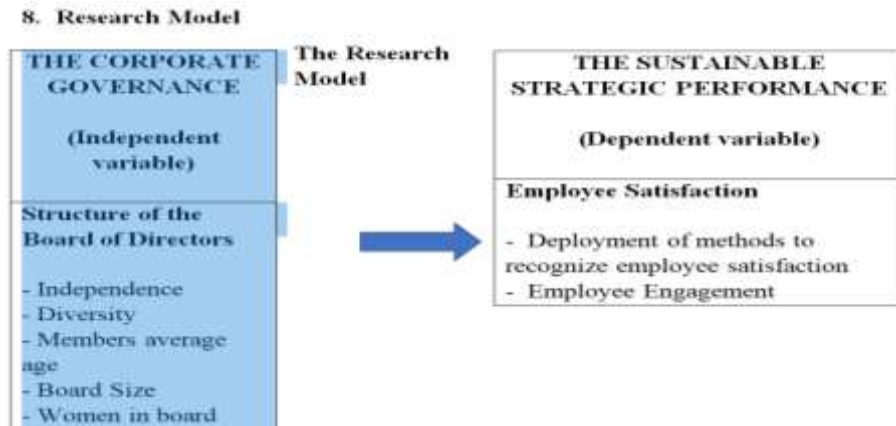 8. Research Model
THE CORPORATE
GOVERNANCE
(Independent
variable)
Structure of the
Board of Directors
- Independence
- Diversity
- Members average
age
- Board Size
- Women in board
The Research
Model
THE SUSTAINABLE
STRATEGIC PERFORMANCE
(Dependent variable)
Employee Satisfaction
- Deployment of methods to
recognize employee satisfaction
- Employee Engagement